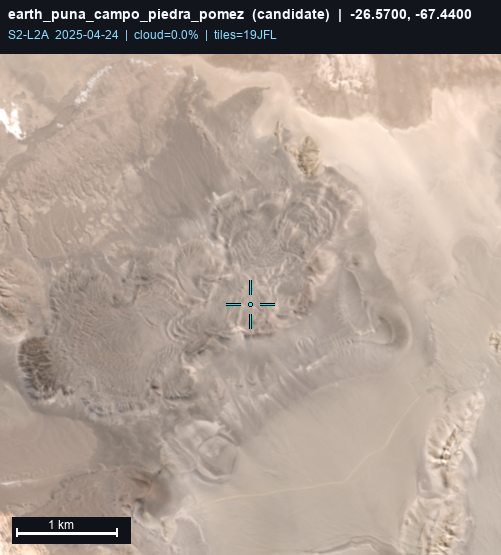 earth_puna_campo_piedra_pomez (candidate) | -26.5700, -67.4400
S2-L2A 2025-04-24 | cloud=0.0% | tiles=19JFL
1 km